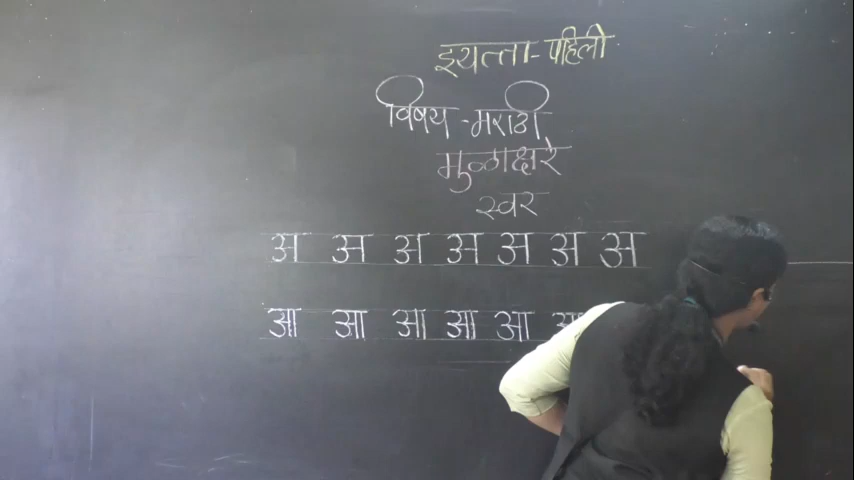 इयत्ता - पहिली
विषय - मराठी
मुळाक्षरे
स्वर
अ अ अ अ अ अ अ
आ आ आ आ आ